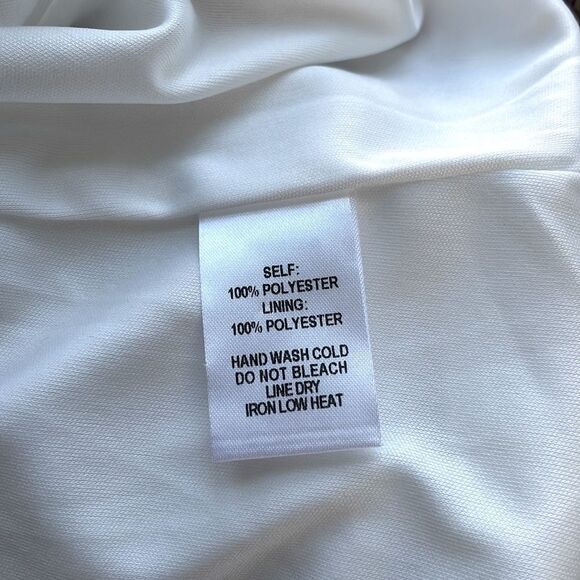 SELF:
100% POLYESTER
LINING:
100% POLYESTER
HAND WASH COLD
DO NOT BLEACH
LINE DRY
IRON LOW HEAT